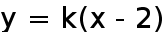 y = k(x - 2)